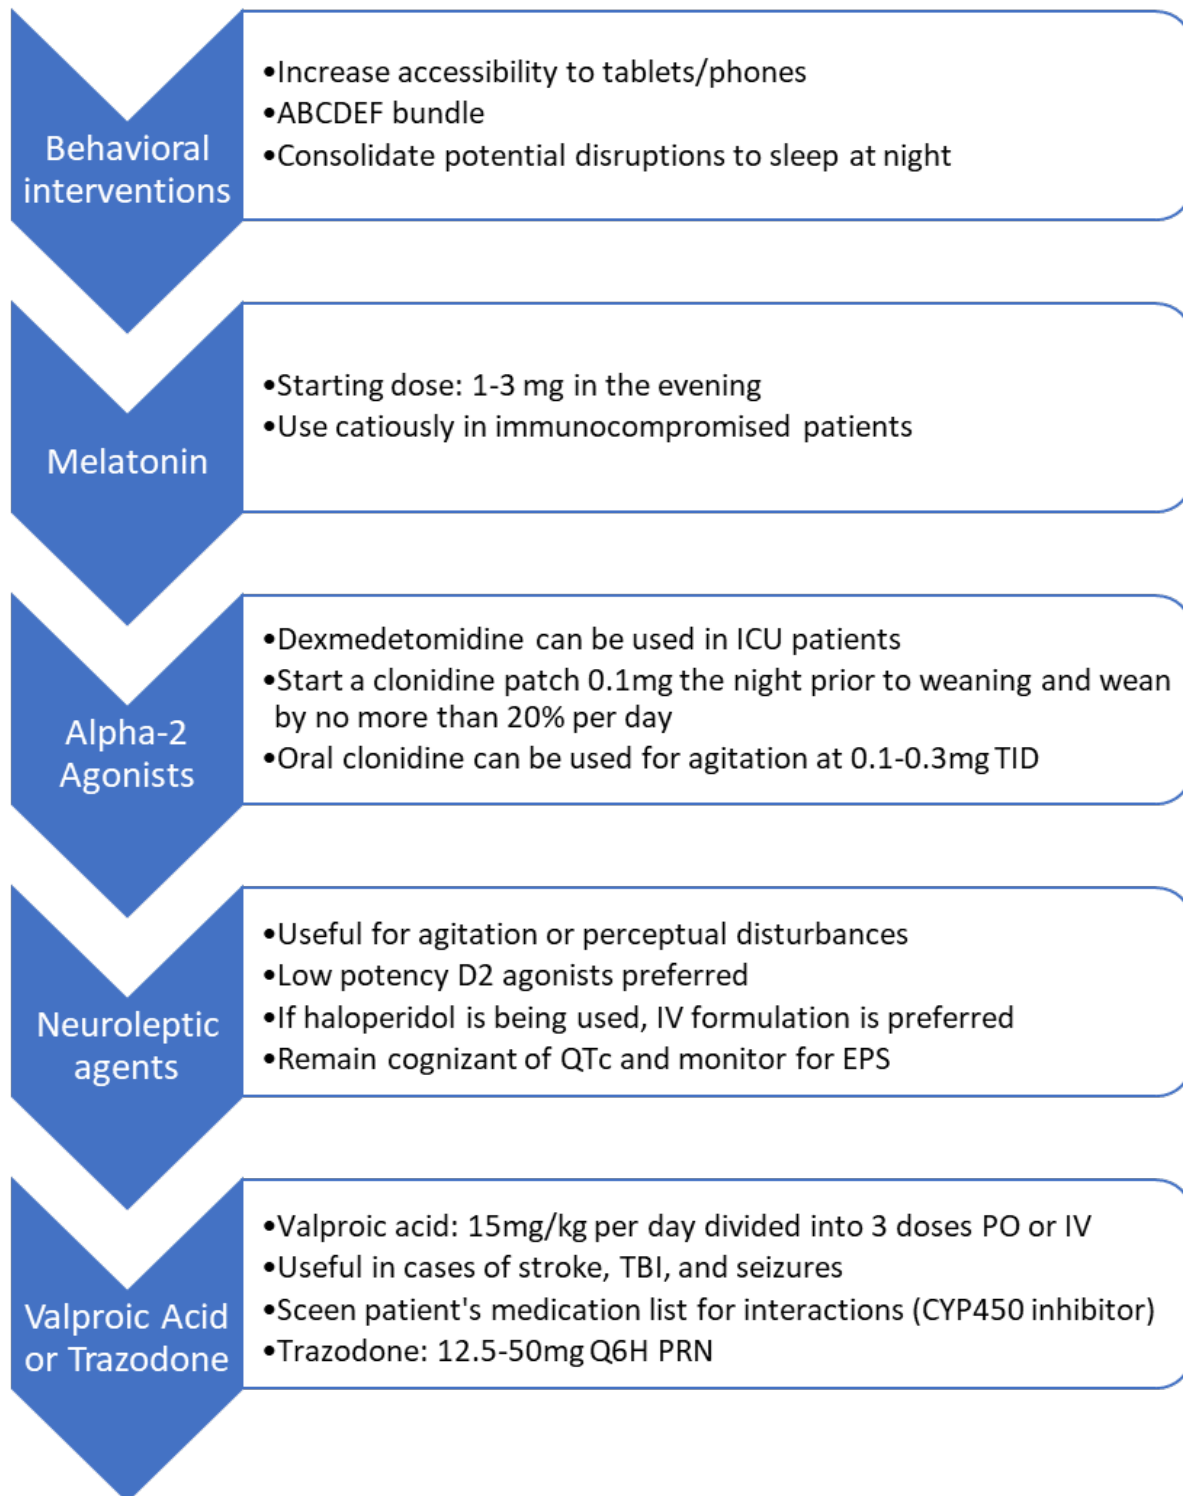 Behavioral
interventions
•Increase accessibility to tablets/phones
•ABCDEF bundle
•Consolidate potential disruptions to sleep at night
Melatonin
•Starting dose: 1-3 mg in the evening
•Use catiously in immunocompromised patients
Alpha-2
Agonists
•Dexmedetomidine can be used in ICU patients
•Start a clonidine patch 0.1mg the night prior to weaning and wean
by no more than 20% per day
•Oral clonidine can be used for agitation at 0.1-0.3mg TID
Neuroleptic
agents
•Useful for agitation or perceptual disturbances
•Low potency D2 agonists preferred
•If haloperidol is being used, IV formulation is preferred
•Remain cognizant of QTc and monitor for EPS
Valproic Acid
or Trazodone
•Valproic acid: 15mg/kg per day divided into 3 doses PO or IV
•Useful in cases of stroke, TBI, and seizures
•Sceen patient's medication list for interactions (CYP450 inhibitor)
•Trazodone: 12.5-50mg Q6H PRN